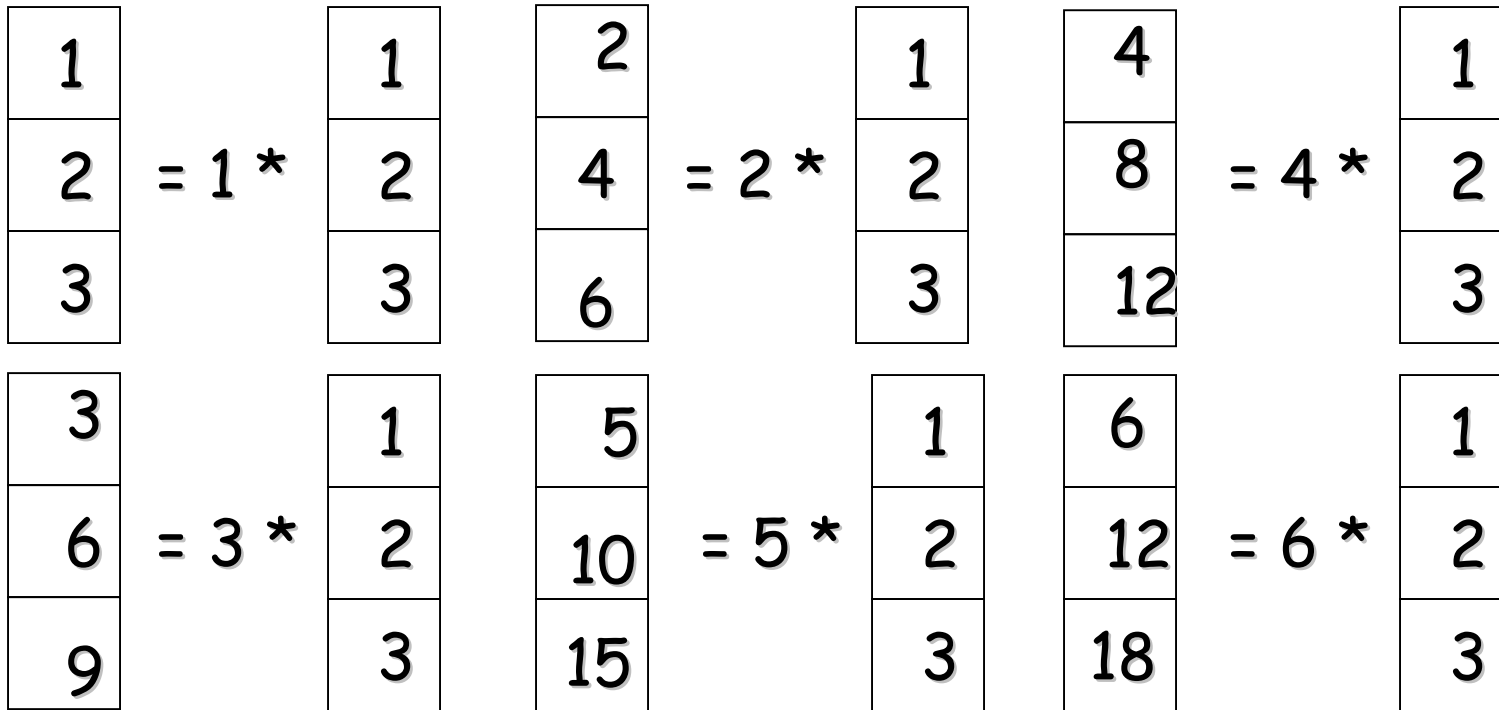 1 1 2 1 4 1
2 = 1 * 2 4 = 2 * 2 8 = 4 * 2
3 3 6 3 12 3
3 1 5 1 6 1
6 = 3 * 2 10 = 5 * 2 12 = 6 * 2
9 3 15 3 18 3